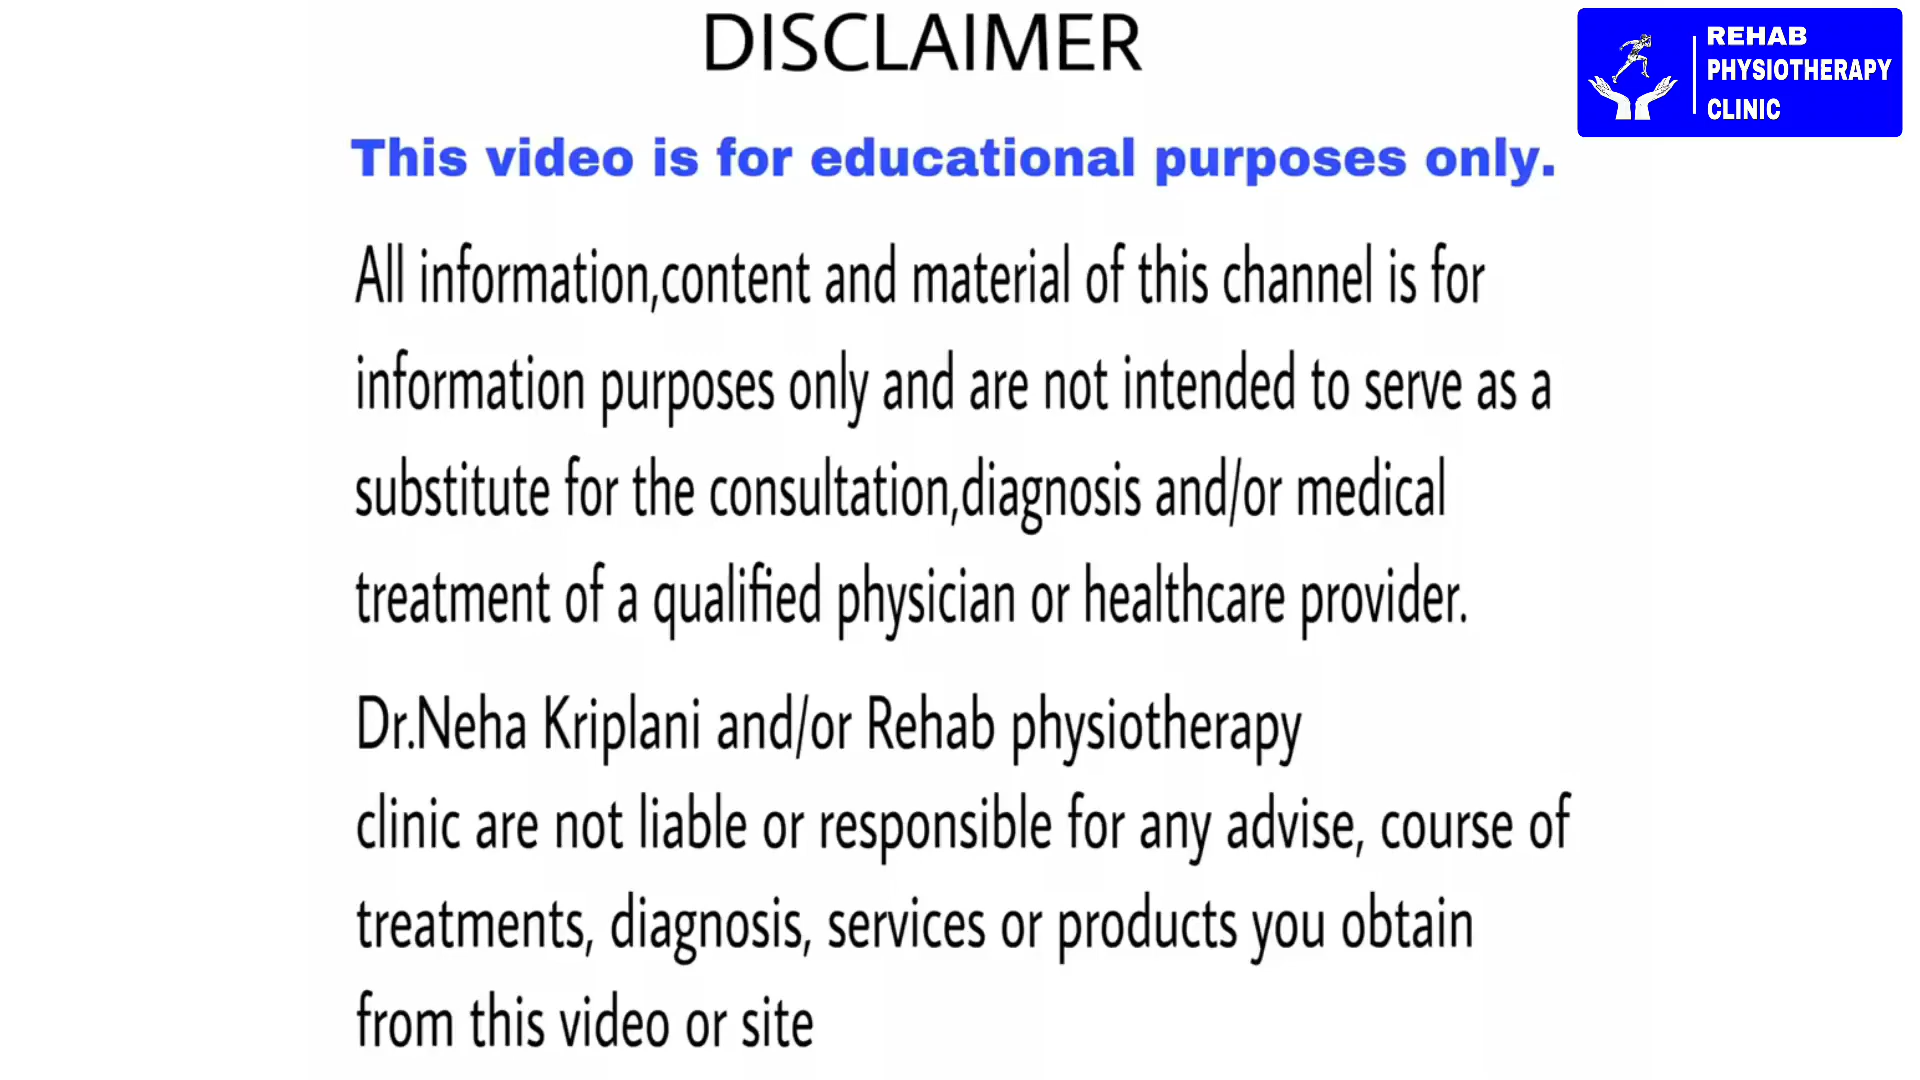 DISCLAIMER
REHAB
PHYSIOTHERAPY
CLINIC
This video is for educational purposes only.
All information,content and material of this channel is for
information purposes only and are not intended to serve as a
substitute for the consultation,diagnosis and/or medical
treatment of a qualified physician or healthcare provider.
Dr.Neha Kriplani and/or Rehab physiotherapy
clinic are not liable or responsible for any advise, course of
treatments, diagnosis, services or products you obtain
from this video or site